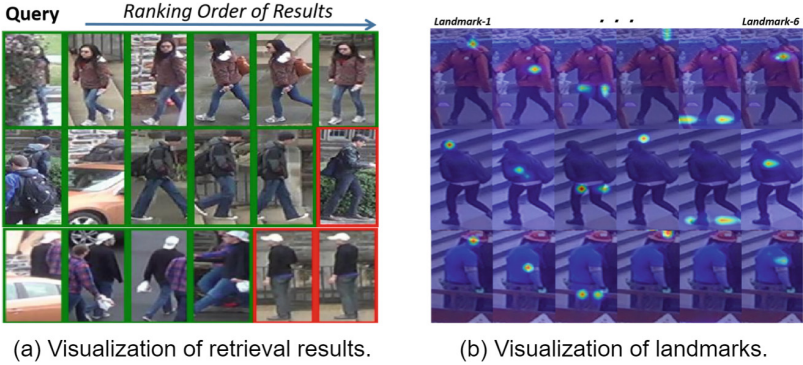 Query
Ranking Order of Results
Landmark-1
. . .
Landmark-6
(a) Visualization of retrieval results.
(b) Visualization of landmarks.